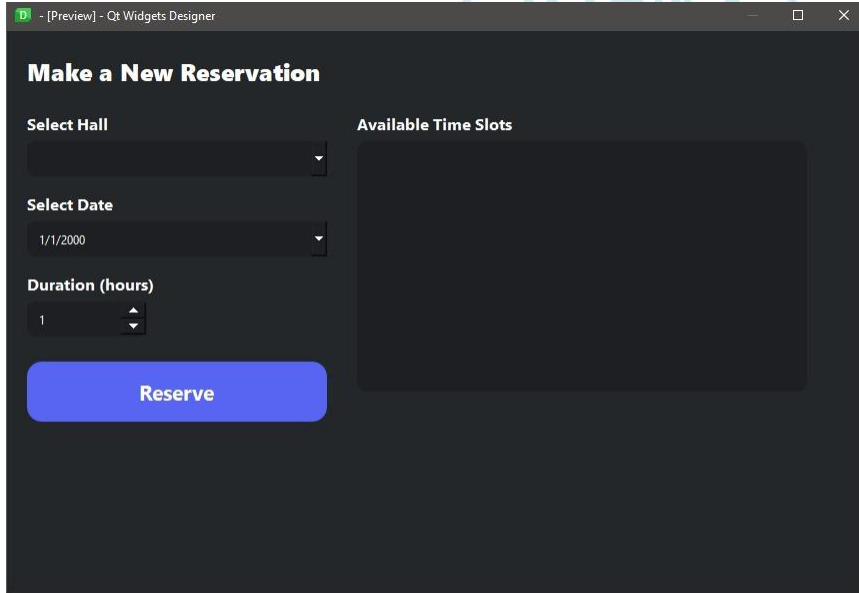 D - [Preview] - Qt Widgets Designer
Make a New Reservation
Select Hall
Available Time Slots
Select Date
1/1/2000
Duration (hours)
1
Reserve